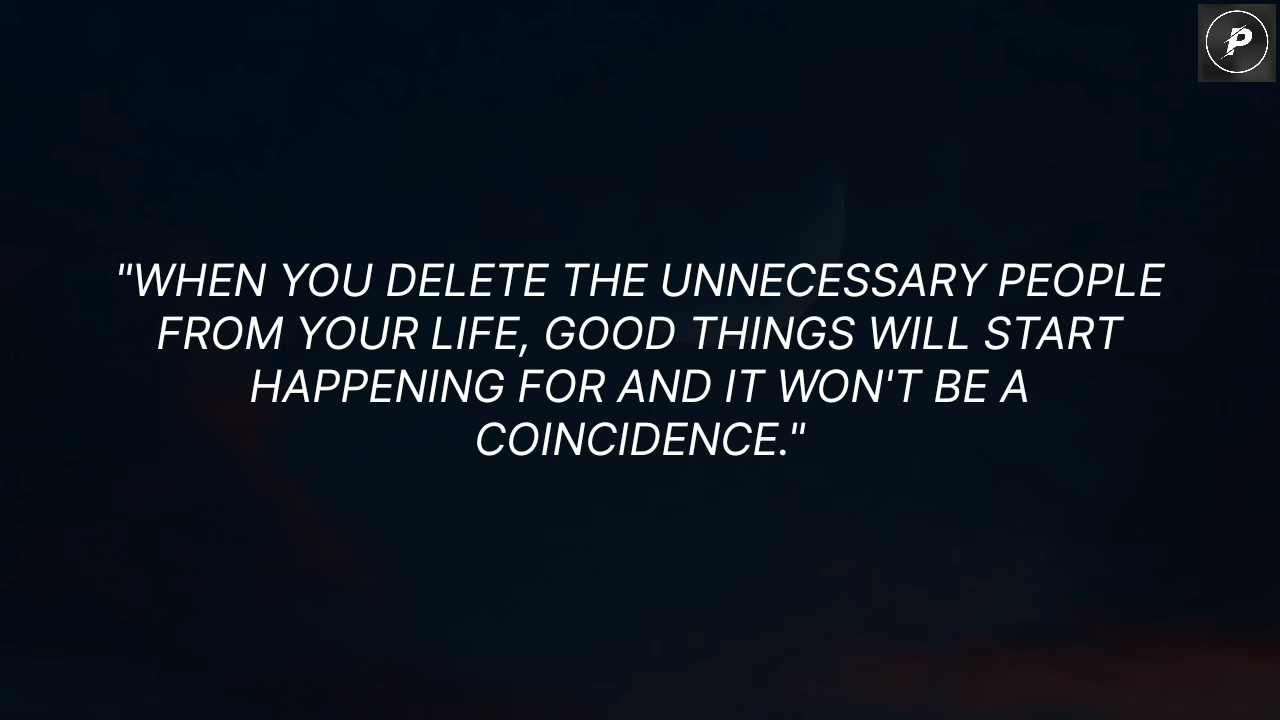 P
"WHEN YOU DELETE THE UNNECESSARY PEOPLE
FROM YOUR LIFE, GOOD THINGS WILL START
HAPPENING FOR AND IT WON'T BE A
COINCIDENCE."